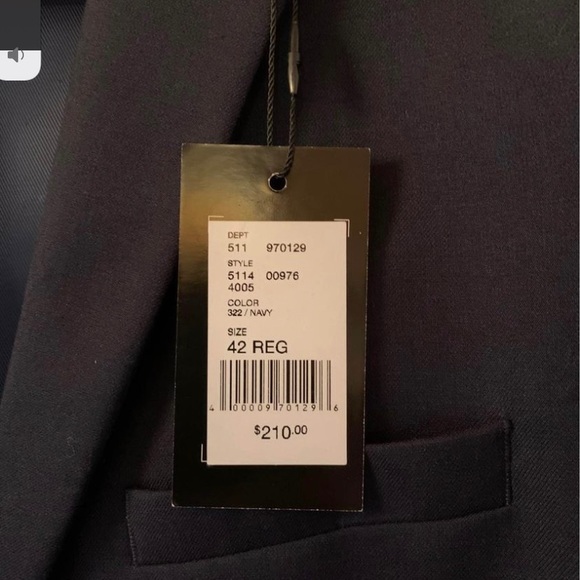 DEPT
511 970129
STYLE
5114 00976
4005
COLOR
322 / NAVY
SIZE
42 REG
4 00009 70129 6
$210.00